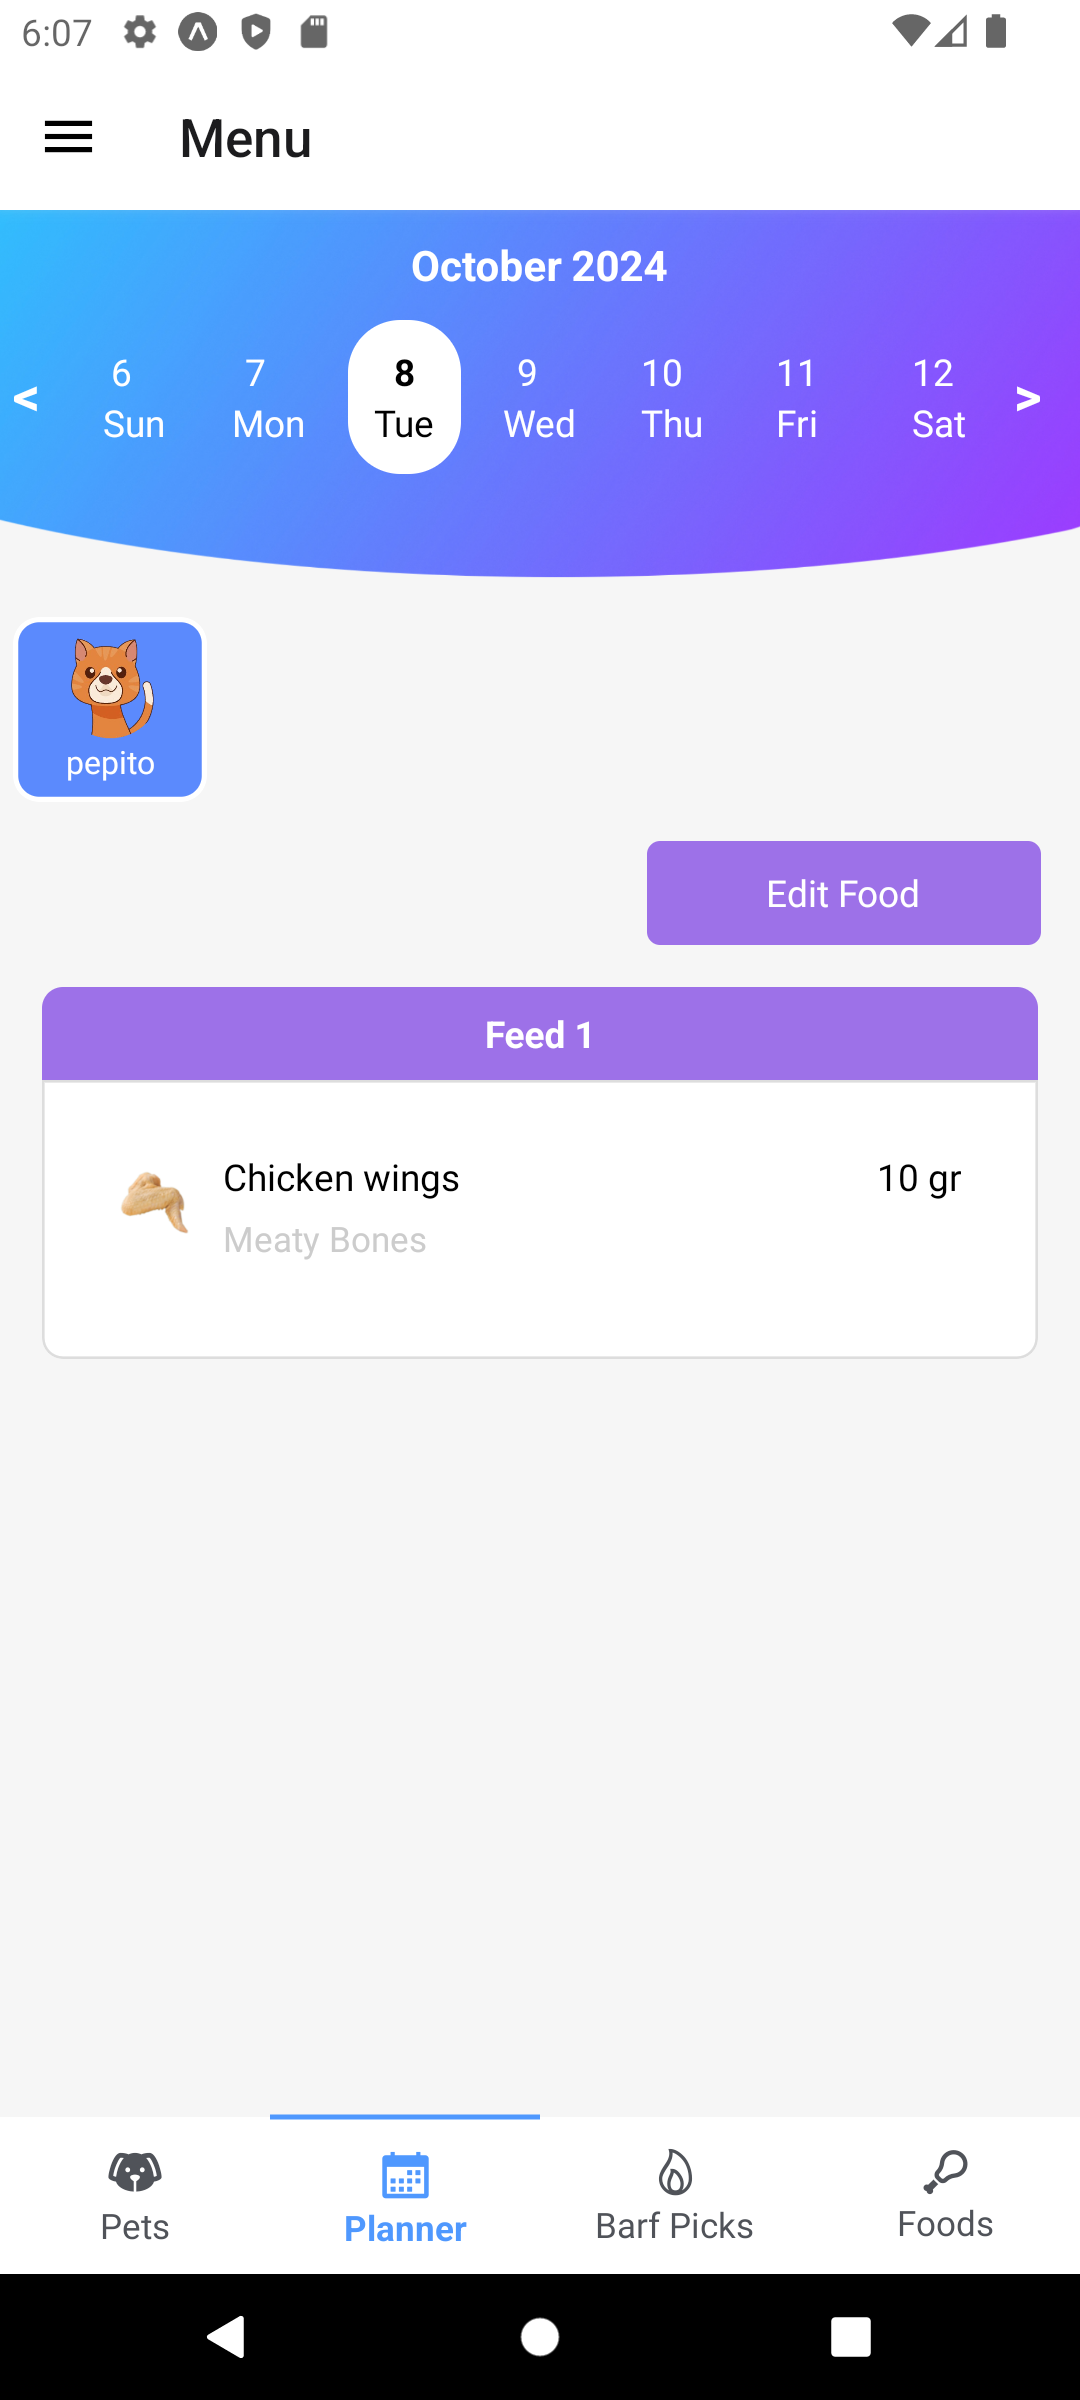 6:07
Menu
October 2024
< 6 7 8 9 10 11 12 >
Sun Mon Tue Wed Thu Fri Sat
pepito
Edit Food
Feed 1
Chicken wings 10 gr
Meaty Bones
Pets Planner Barf Picks Foods